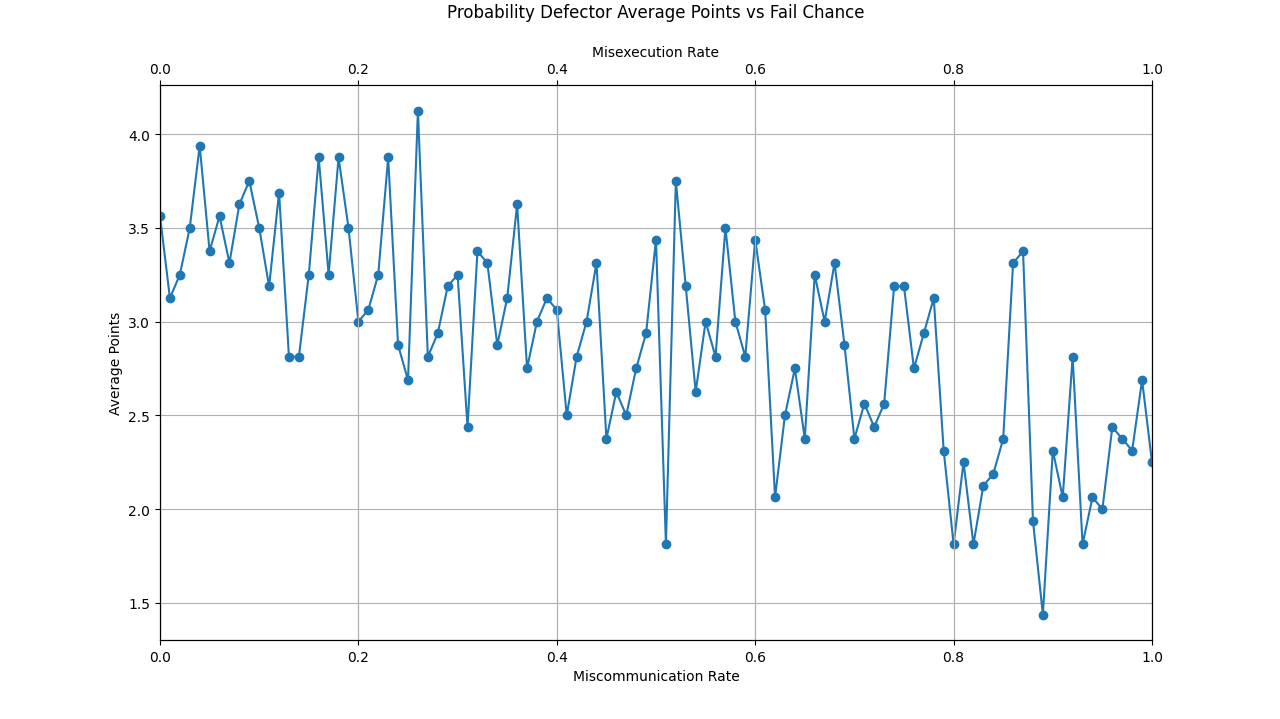 Probability Defector Average Points vs Fail Chance
Misexecution Rate
0.0 0.2 0.4 0.6 0.8 1.0
4.0
3.5
3.0
2.5
2.0
1.5
Average Points
0.0 0.2 0.4 0.6 0.8 1.0
Miscommunication Rate